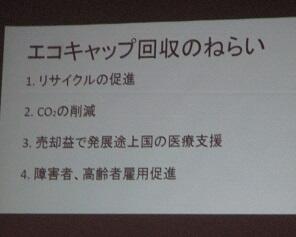 エコキャップ回収のねらい
1. リサイクルの促進
2. CO₂の削減
3. 売却益で発展途上国の医療支援
4. 障害者、高齢者雇用促進